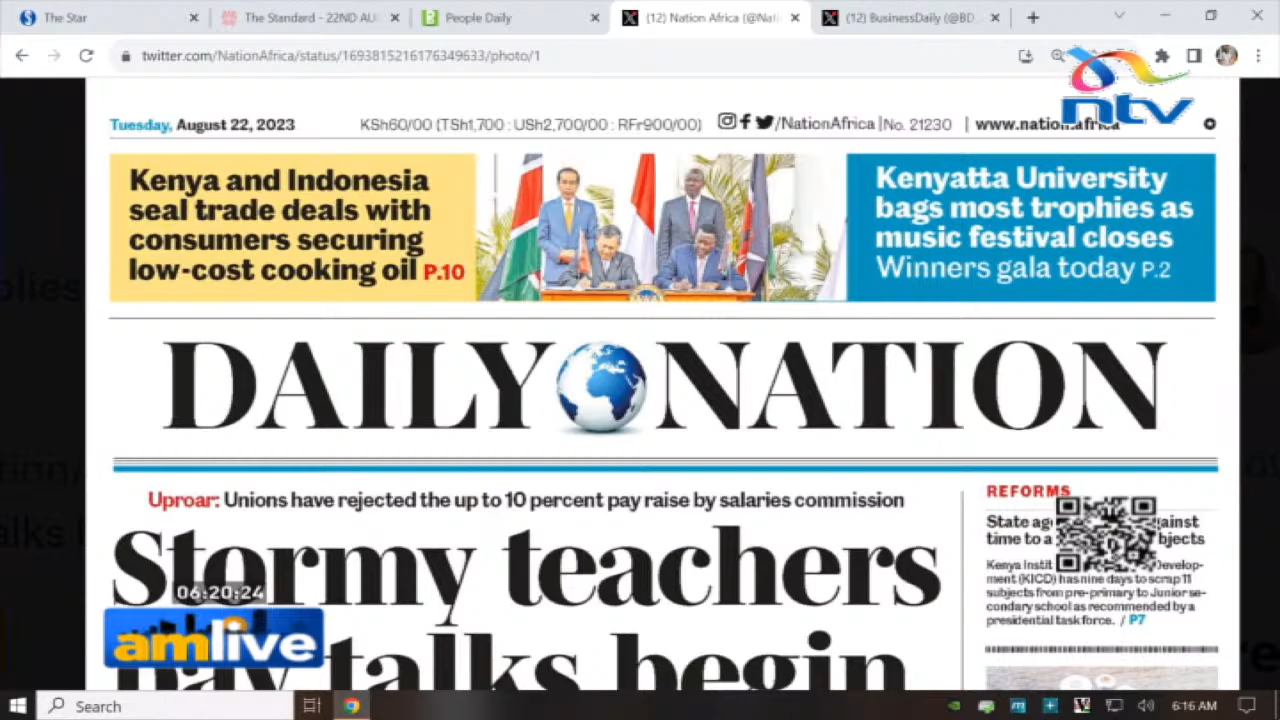 The Star
The Standard - 22ND AU
People Daily
(12) Nation Africa (@Nati
(12) BusinessDaily (@BD_
twitter.com/NationAfrica/status/1693815216176349633/photo/1
ntv
Tuesday, August 22, 2023
KSh60/00 (TSh1,700 : USh2,700/00 : RFr900/00)
/NationAfrica | No. 21230 | www.nation.africa
Kenya and Indonesia
seal trade deals with
consumers securing
low-cost cooking oil P.10
Kenyatta University
bags most trophies as
music festival closes
Winners gala today P.2
DAILY NATION
Uproar: Unions have rejected the up to 10 percent pay raise by salaries commission
Stormy teachers
pay talks begin
REFORMS
State ag ainst
time to a bjects
Kenya Instit Develop-
ment (KICD) has nine days to scrap 11
subjects from pre-primary to Junior se-
condary school as recommended by a
presidential task force. / P7
06:20:24
amlive
Search
6:16 AM